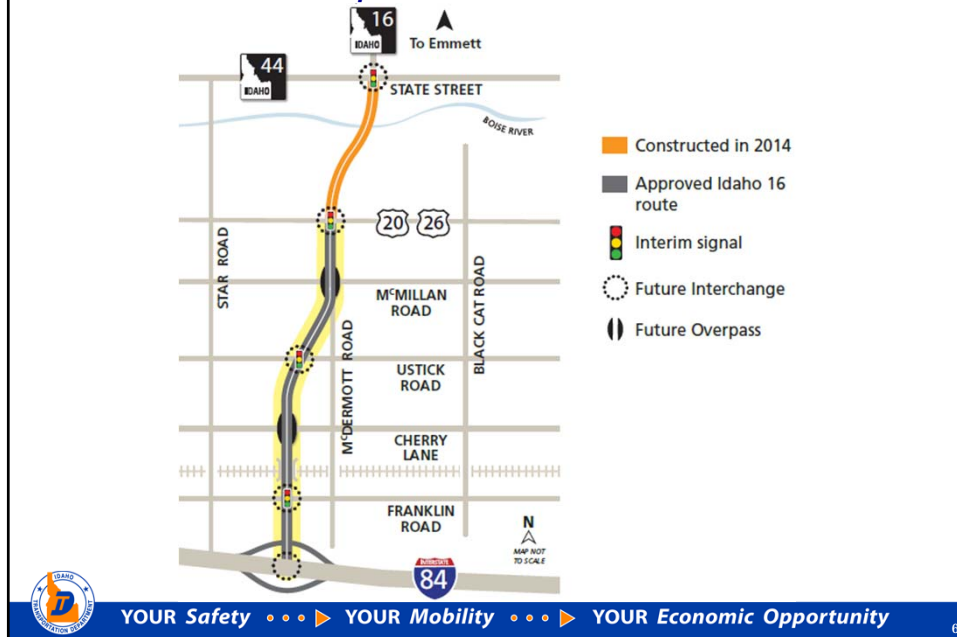 16
IDAHO
To Emmett
44
IDAHO
STATE STREET
BOISE RIVER
Constructed in 2014
Approved Idaho 16
route
Interim signal
Future Interchange
Future Overpass
20 26
STAR ROAD
McMILLAN
ROAD
BLACK CAT ROAD
McDERMOTT ROAD
USTICK
ROAD
CHERRY
LANE
FRANKLIN
ROAD
N
MAP NOT
TO SCALE
INTERSTATE
84
IDAHO
TRANSPORTATION DEPARTMENT
YOUR Safety YOUR Mobility YOUR Economic Opportunity
6